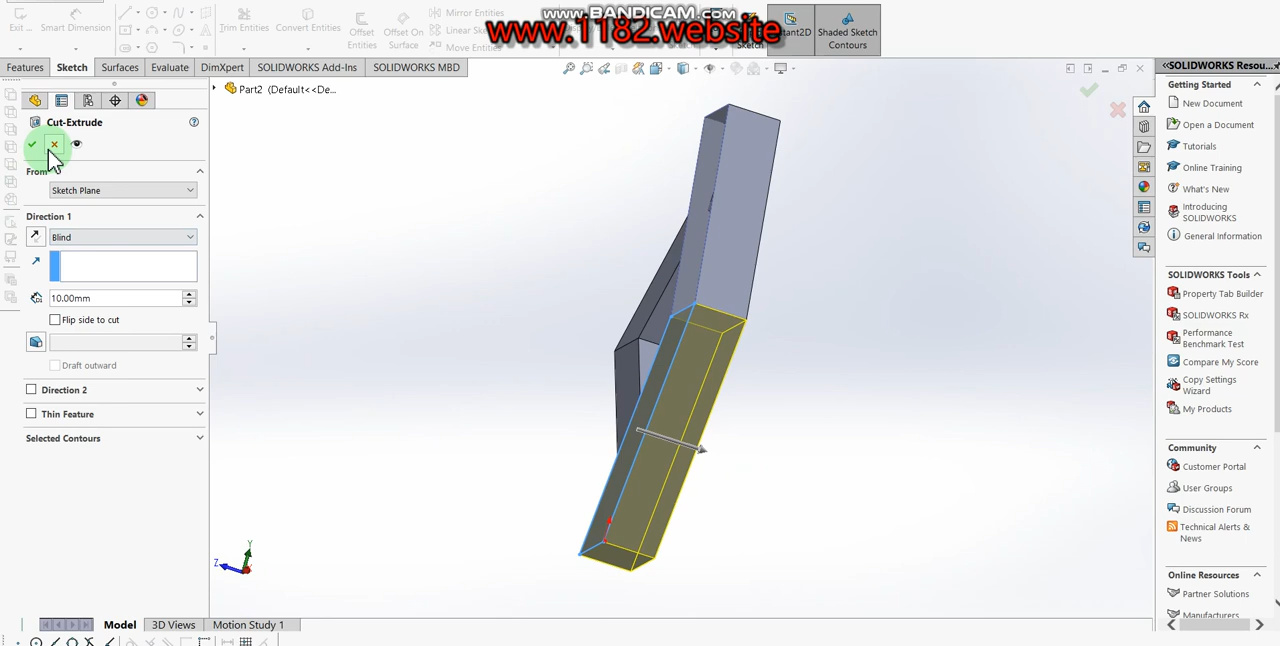 www.BANDICAM.com
www.1182.website
Exit ...
Smart Dimension
Trim Entities
Convert Entities
Offset
Entities
Offset On
Surface
Mirror Entities
Linear Ske
Move Entities
Sketch
Instant2D
Shaded Sketch
Contours
Features
Sketch
Surfaces
Evaluate
DimXpert
SOLIDWORKS Add-Ins
SOLIDWORKS MBD
Part2 (Default<<De...
Cut-Extrude
From
Sketch Plane
Direction 1
Blind
10.00mm
Flip side to cut
Draft outward
Direction 2
Thin Feature
Selected Contours
Y
Z
Model
3D Views
Motion Study 1
SOLIDWORKS Resou...
Getting Started
New Document
Open a Document
Tutorials
Online Training
What's New
Introducing
SOLIDWORKS
General Information
SOLIDWORKS Tools
Property Tab Builder
SOLIDWORKS Rx
Performance
Benchmark Test
Compare My Score
Copy Settings
Wizard
My Products
Community
Customer Portal
User Groups
Discussion Forum
Technical Alerts &
News
Online Resources
Partner Solutions
Manufacturers